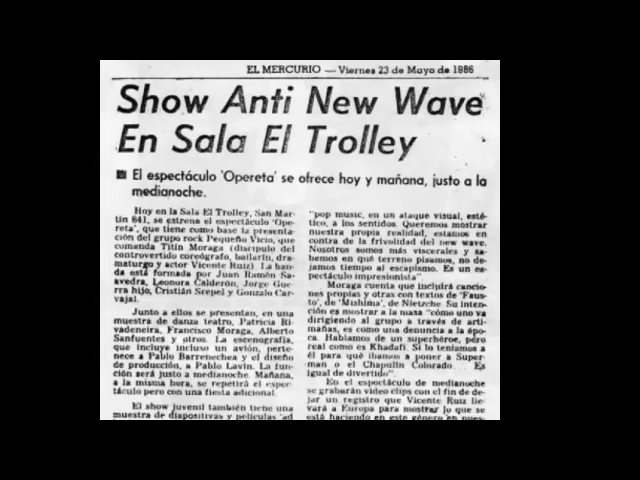 EL MERCURIO — Viernes 23 de Mayo de 1986
Show Anti New Wave
En Sala El Trolley
El espectáculo 'Opereta' se ofrece hoy y mañana, justo a la
medianoche.
Hoy en la Sala El Trolley, San Mar-
tín 841, se estrena el espectáculo 'Ope-
reta', que tiene como base la presenta-
ción del grupo rock Pequeño Vicio, que
comanda Titín Moraga (discípulo del
controvertido coreógrafo, bailarín, dra-
maturgo y actor Vicente Ruiz). La ban-
da está formada por Juan Ramón Sa-
avedra, Leonora Calderón, Jorge Gue-
rra hijo, Cristián Srepel y Gonzalo Car-
vajal.
Junto a ellos se presentan, en una
muestra de danza teatro, Patricia Ri-
vadeneira, Francisco Moraga, Alberto
Sanfuentes y otros. La escenografía,
que incluye incluso un avión, perte-
nece a Pablo Barrenechea y el diseño
de producción, a Pablo Lavín. La fun-
ción será justo a medianoche. Mañana,
a la misma hora, se repetirá el espec-
táculo pero con una fiesta adicional.
El show juvenil también tiene una
muestra de diapositivas y películas 'ad
"pop music, en un ataque visual, esté-
tico, a los sentidos. Queremos mostrar
nuestra propia realidad, estamos en
contra de la frivolidad del new wave.
Nosotros somos más viscerales y sa-
bemos en qué terreno pisamos, no de-
jamos tiempo al escapismo. Es un es-
pectáculo impresionista".
Moraga cuenta que incluirá cancio-
nes propias y otras con textos de 'Faus-
to', de 'Mishima', de Nietzche. Su inten-
ción es mostrar a la masa "cómo uno va
dirigiendo al grupo a través de arti-
mañas, es como una denuncia a la épo-
ca. Hablamos de un superhéroe, pero
real como es Khadafi. Si lo tenemos a
él para qué íbamos a poner a Super-
man o el Chapulín Colorado... Es
igual de divertido".
En el espectáculo de medianoche
se grabarán video clips con el fin de de-
jar un registro que Vicente Ruiz lle-
vará a Europa para mostrar lo que se
está haciendo en este género en nues-